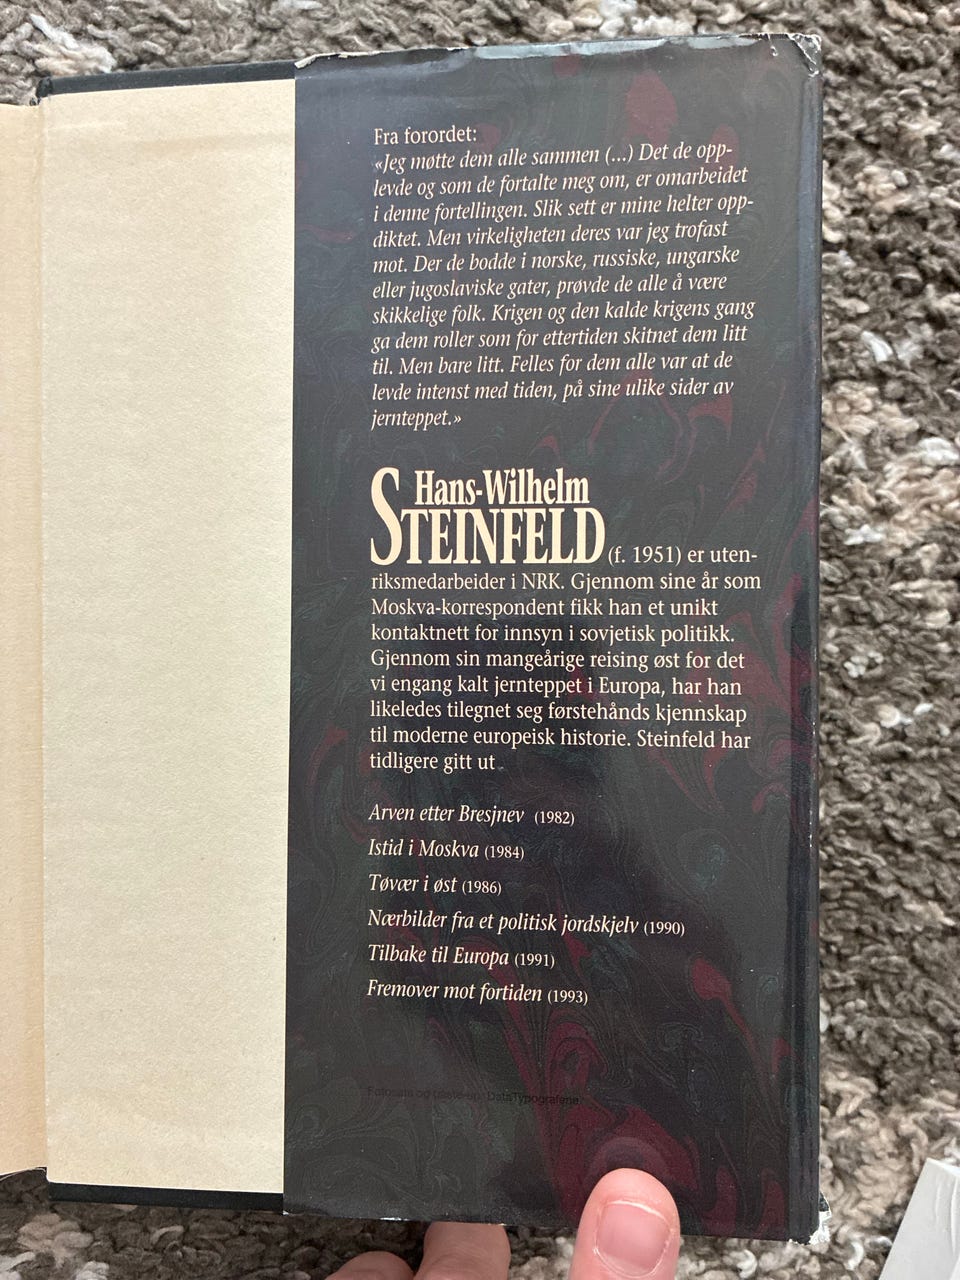 Fra forordet:
«Jeg møtte dem alle sammen (...) Det de opp-
levde og som de fortalte meg om, er omarbeidet
i denne fortellingen. Slik sett er mine helter opp-
diktet. Men virkeligheten deres var jeg trofast
mot. Der de bodde i norske, russiske, ungarske
eller jugoslaviske gater, prøvde de alle å være
skikkelige folk. Krigen og den kalde krigens gang
ga dem roller som for ettertiden skitnet dem litt
til. Men bare litt. Felles for dem alle var at de
levde intenst med tiden, på sine ulike sider av
jernteppet.»
Hans-Wilhelm
STEINFELD (f. 1951) er uten-
riksmedarbeider i NRK. Gjennom sine år som
Moskva-korrespondent fikk han et unikt
kontaktnett for innsyn i sovjetisk politikk.
Gjennom sin mangeårige reising øst for det
vi engang kalt jernteppet i Europa, har han
likeledes tilegnet seg førstehånds kjennskap
til moderne europeisk historie. Steinfeld har
tidligere gitt ut
Arven etter Bresjnev (1982)
Istid i Moskva (1984)
Tøvær i øst (1986)
Nærbilder fra et politisk jordskjelv (1990)
Tilbake til Europa (1991)
Fremover mot fortiden (1993)
Fotosats og paste-up: DataTypografene